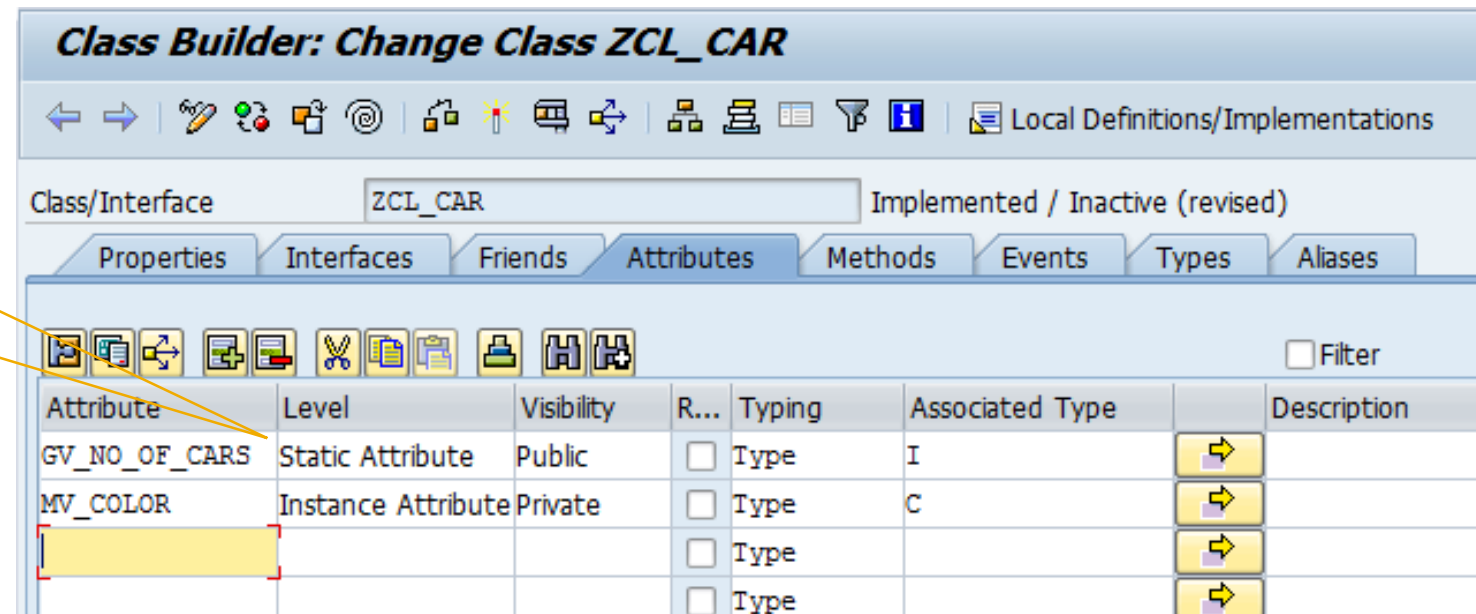 Class Builder: Change Class ZCL_CAR
Local Definitions/Implementations
Class/Interface ZCL_CAR Implemented / Inactive (revised)
Properties Interfaces Friends Attributes Methods Events Types Aliases
Filter
Attribute Level Visibility R... Typing Associated Type Description
GV_NO_OF_CARS Static Attribute Public Type I
MV_COLOR Instance Attribute Private Type C
Type
Type